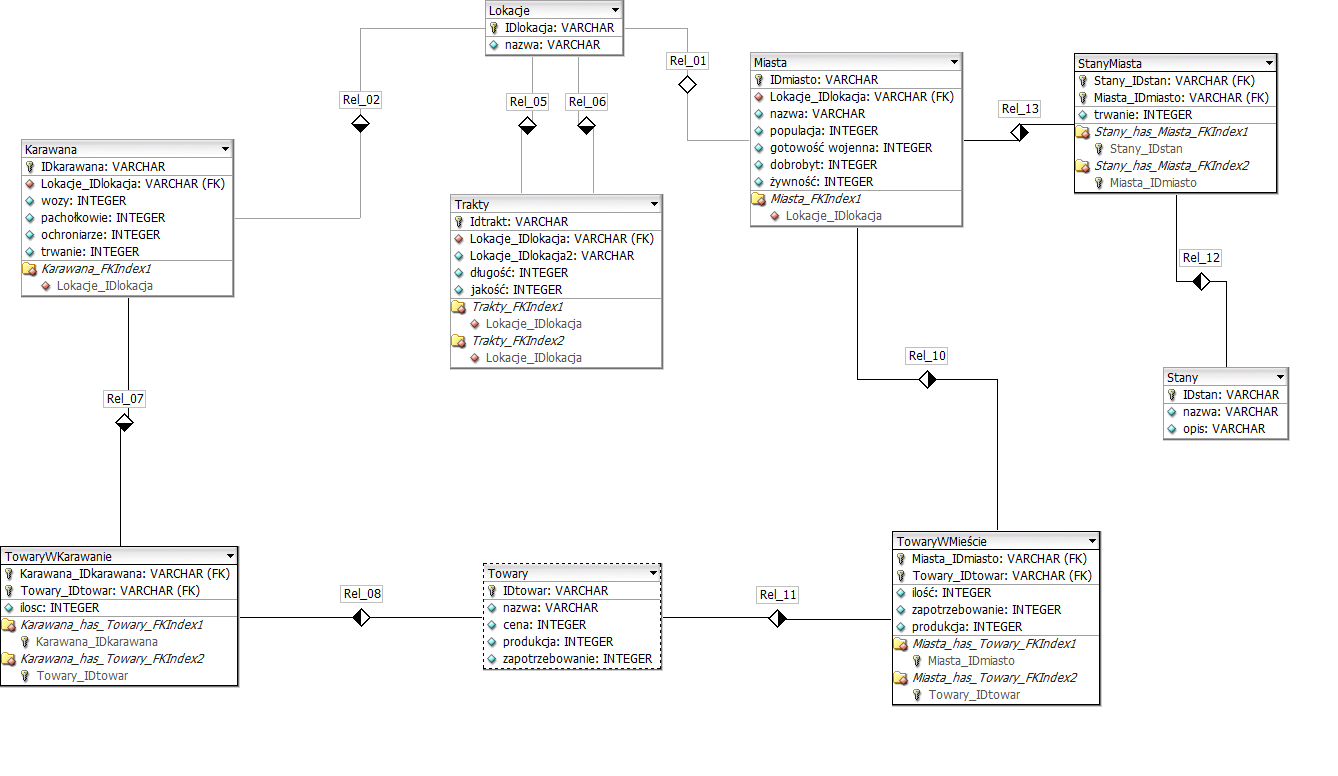 Lokacje
IDlokacja: VARCHAR
nazwa: VARCHAR
Rel_01
Rel_02
Rel_05
Rel_06
Miasta
IDmiasto: VARCHAR
Lokacje_IDlokacja: VARCHAR (FK)
nazwa: VARCHAR
populacja: INTEGER
gotowość wojenna: INTEGER
dobrobyt: INTEGER
żywność: INTEGER
Miasta_FKIndex1
Lokacje_IDlokacja
StanyMiasta
Stany_IDstan: VARCHAR (FK)
Miasta_IDmiasto: VARCHAR (FK)
trwanie: INTEGER
Stany_has_Miasta_FKIndex1
Stany_IDstan
Stany_has_Miasta_FKIndex2
Miasta_IDmiasto
Rel_13
Karawana
IDkarawana: VARCHAR
Lokacje_IDlokacja: VARCHAR (FK)
wozy: INTEGER
pachołkowie: INTEGER
ochroniarze: INTEGER
trwanie: INTEGER
Karawana_FKIndex1
Lokacje_IDlokacja
Trakty
Idtrakt: VARCHAR
Lokacje_IDlokacja: VARCHAR (FK)
Lokacje_IDlokacja2: VARCHAR
długość: INTEGER
jakość: INTEGER
Trakty_FKIndex1
Lokacje_IDlokacja
Trakty_FKIndex2
Lokacje_IDlokacja
Rel_12
Rel_10
Stany
IDstan: VARCHAR
nazwa: VARCHAR
opis: VARCHAR
Rel_07
TowaryWKarawanie
Karawana_IDkarawana: VARCHAR (FK)
Towary_IDtowar: VARCHAR (FK)
ilosc: INTEGER
Karawana_has_Towary_FKIndex1
Karawana_IDkarawana
Karawana_has_Towary_FKIndex2
Towary_IDtowar
Rel_08
Towary
IDtowar: VARCHAR
nazwa: VARCHAR
cena: INTEGER
produkcja: INTEGER
zapotrzebowanie: INTEGER
Rel_11
TowaryWMieście
Miasta_IDmiasto: VARCHAR (FK)
Towary_IDtowar: VARCHAR (FK)
ilość: INTEGER
zapotrzebowanie: INTEGER
produkcja: INTEGER
Miasta_has_Towary_FKIndex1
Miasta_IDmiasto
Miasta_has_Towary_FKIndex2
Towary_IDtowar